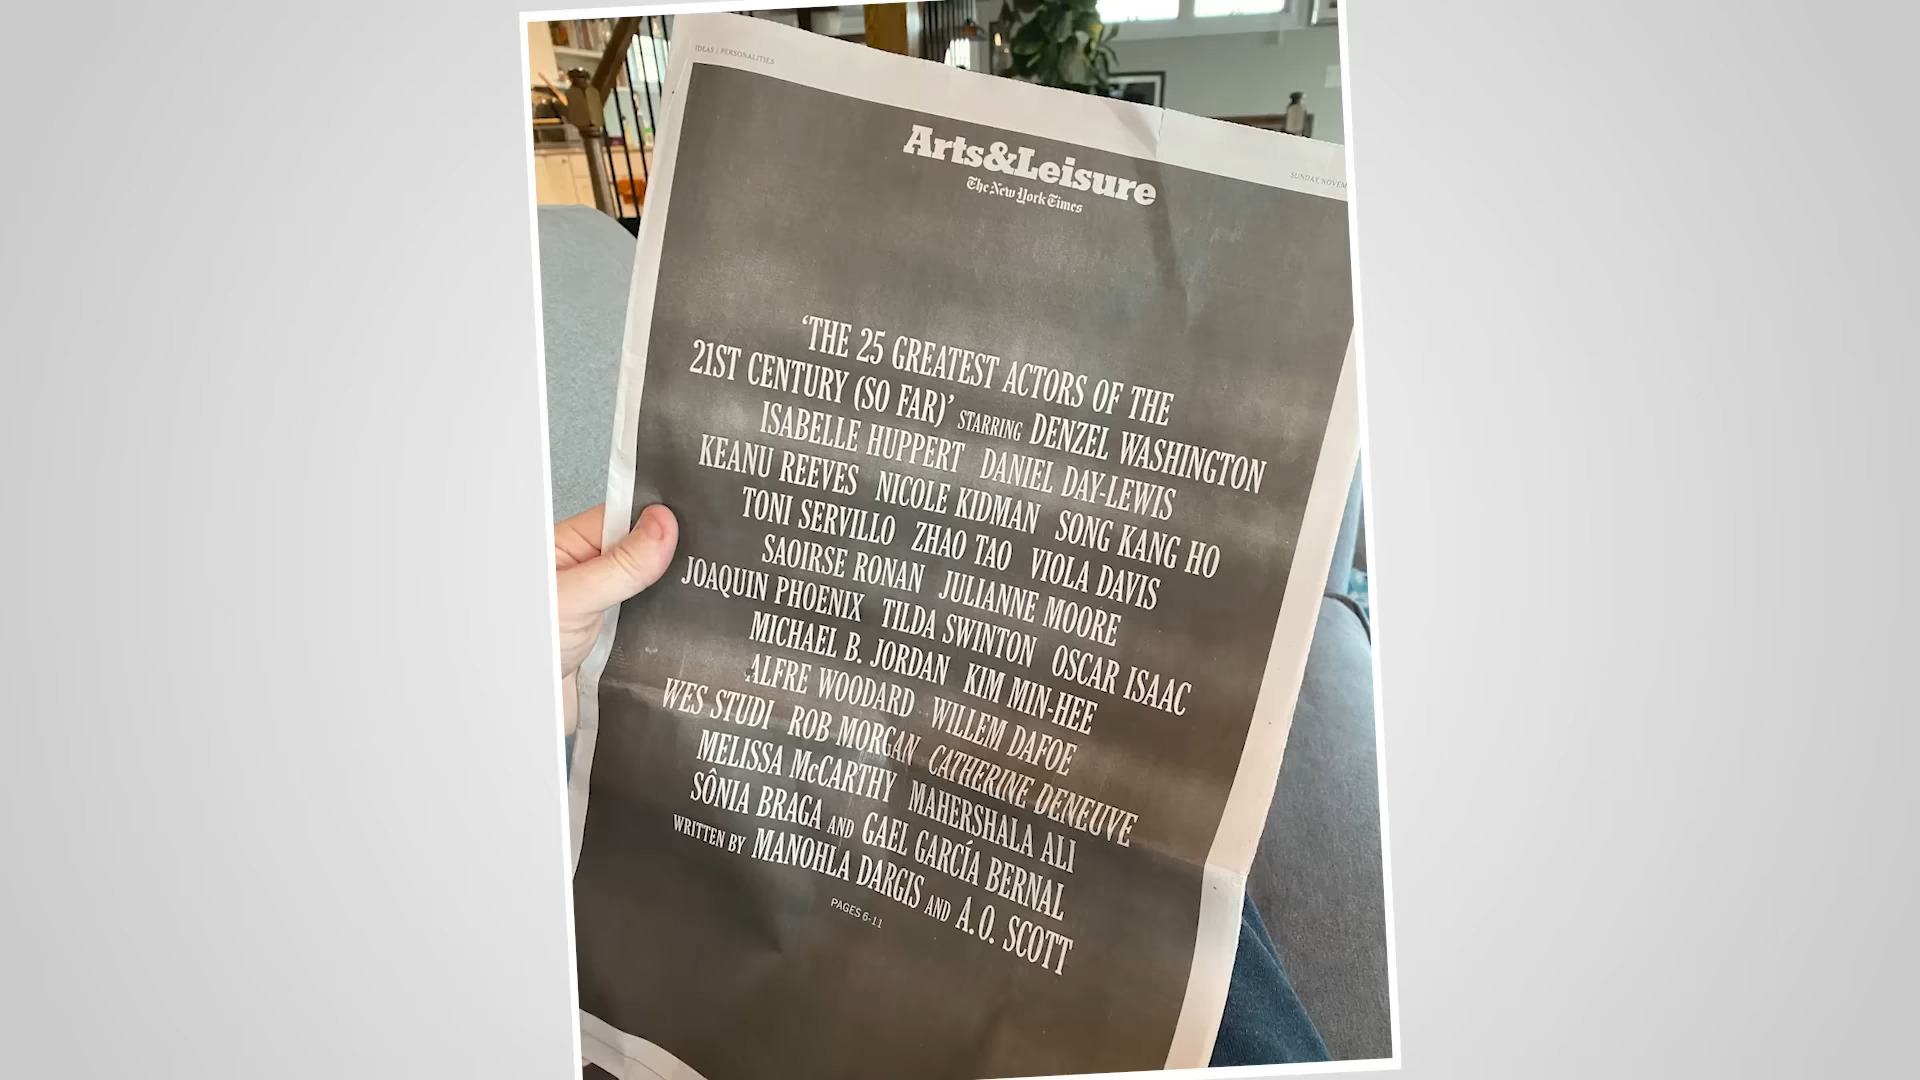 IDEAS | PERSONALITIES
SUNDAY, NOVEM
Arts&Leisure
The New York Times
‘THE 25 GREATEST ACTORS OF THE
21ST CENTURY (SO FAR)’ STARRING DENZEL WASHINGTON
ISABELLE HUPPERT DANIEL DAY-LEWIS
KEANU REEVES NICOLE KIDMAN SONG KANG HO
TONI SERVILLO ZHAO TAO VIOLA DAVIS
SAOIRSE RONAN JULIANNE MOORE
JOAQUIN PHOENIX TILDA SWINTON OSCAR ISAAC
MICHAEL B. JORDAN KIM MIN-HEE
ALFRE WOODARD WILLEM DAFOE
WES STUDI ROB MORGAN CATHERINE DENEUVE
MELISSA McCARTHY MAHERSHALA ALI
SÔNIA BRAGA AND GAEL GARCÍA BERNAL
WRITTEN BY MANOHLA DARGIS AND A.O. SCOTT
PAGES 6-11